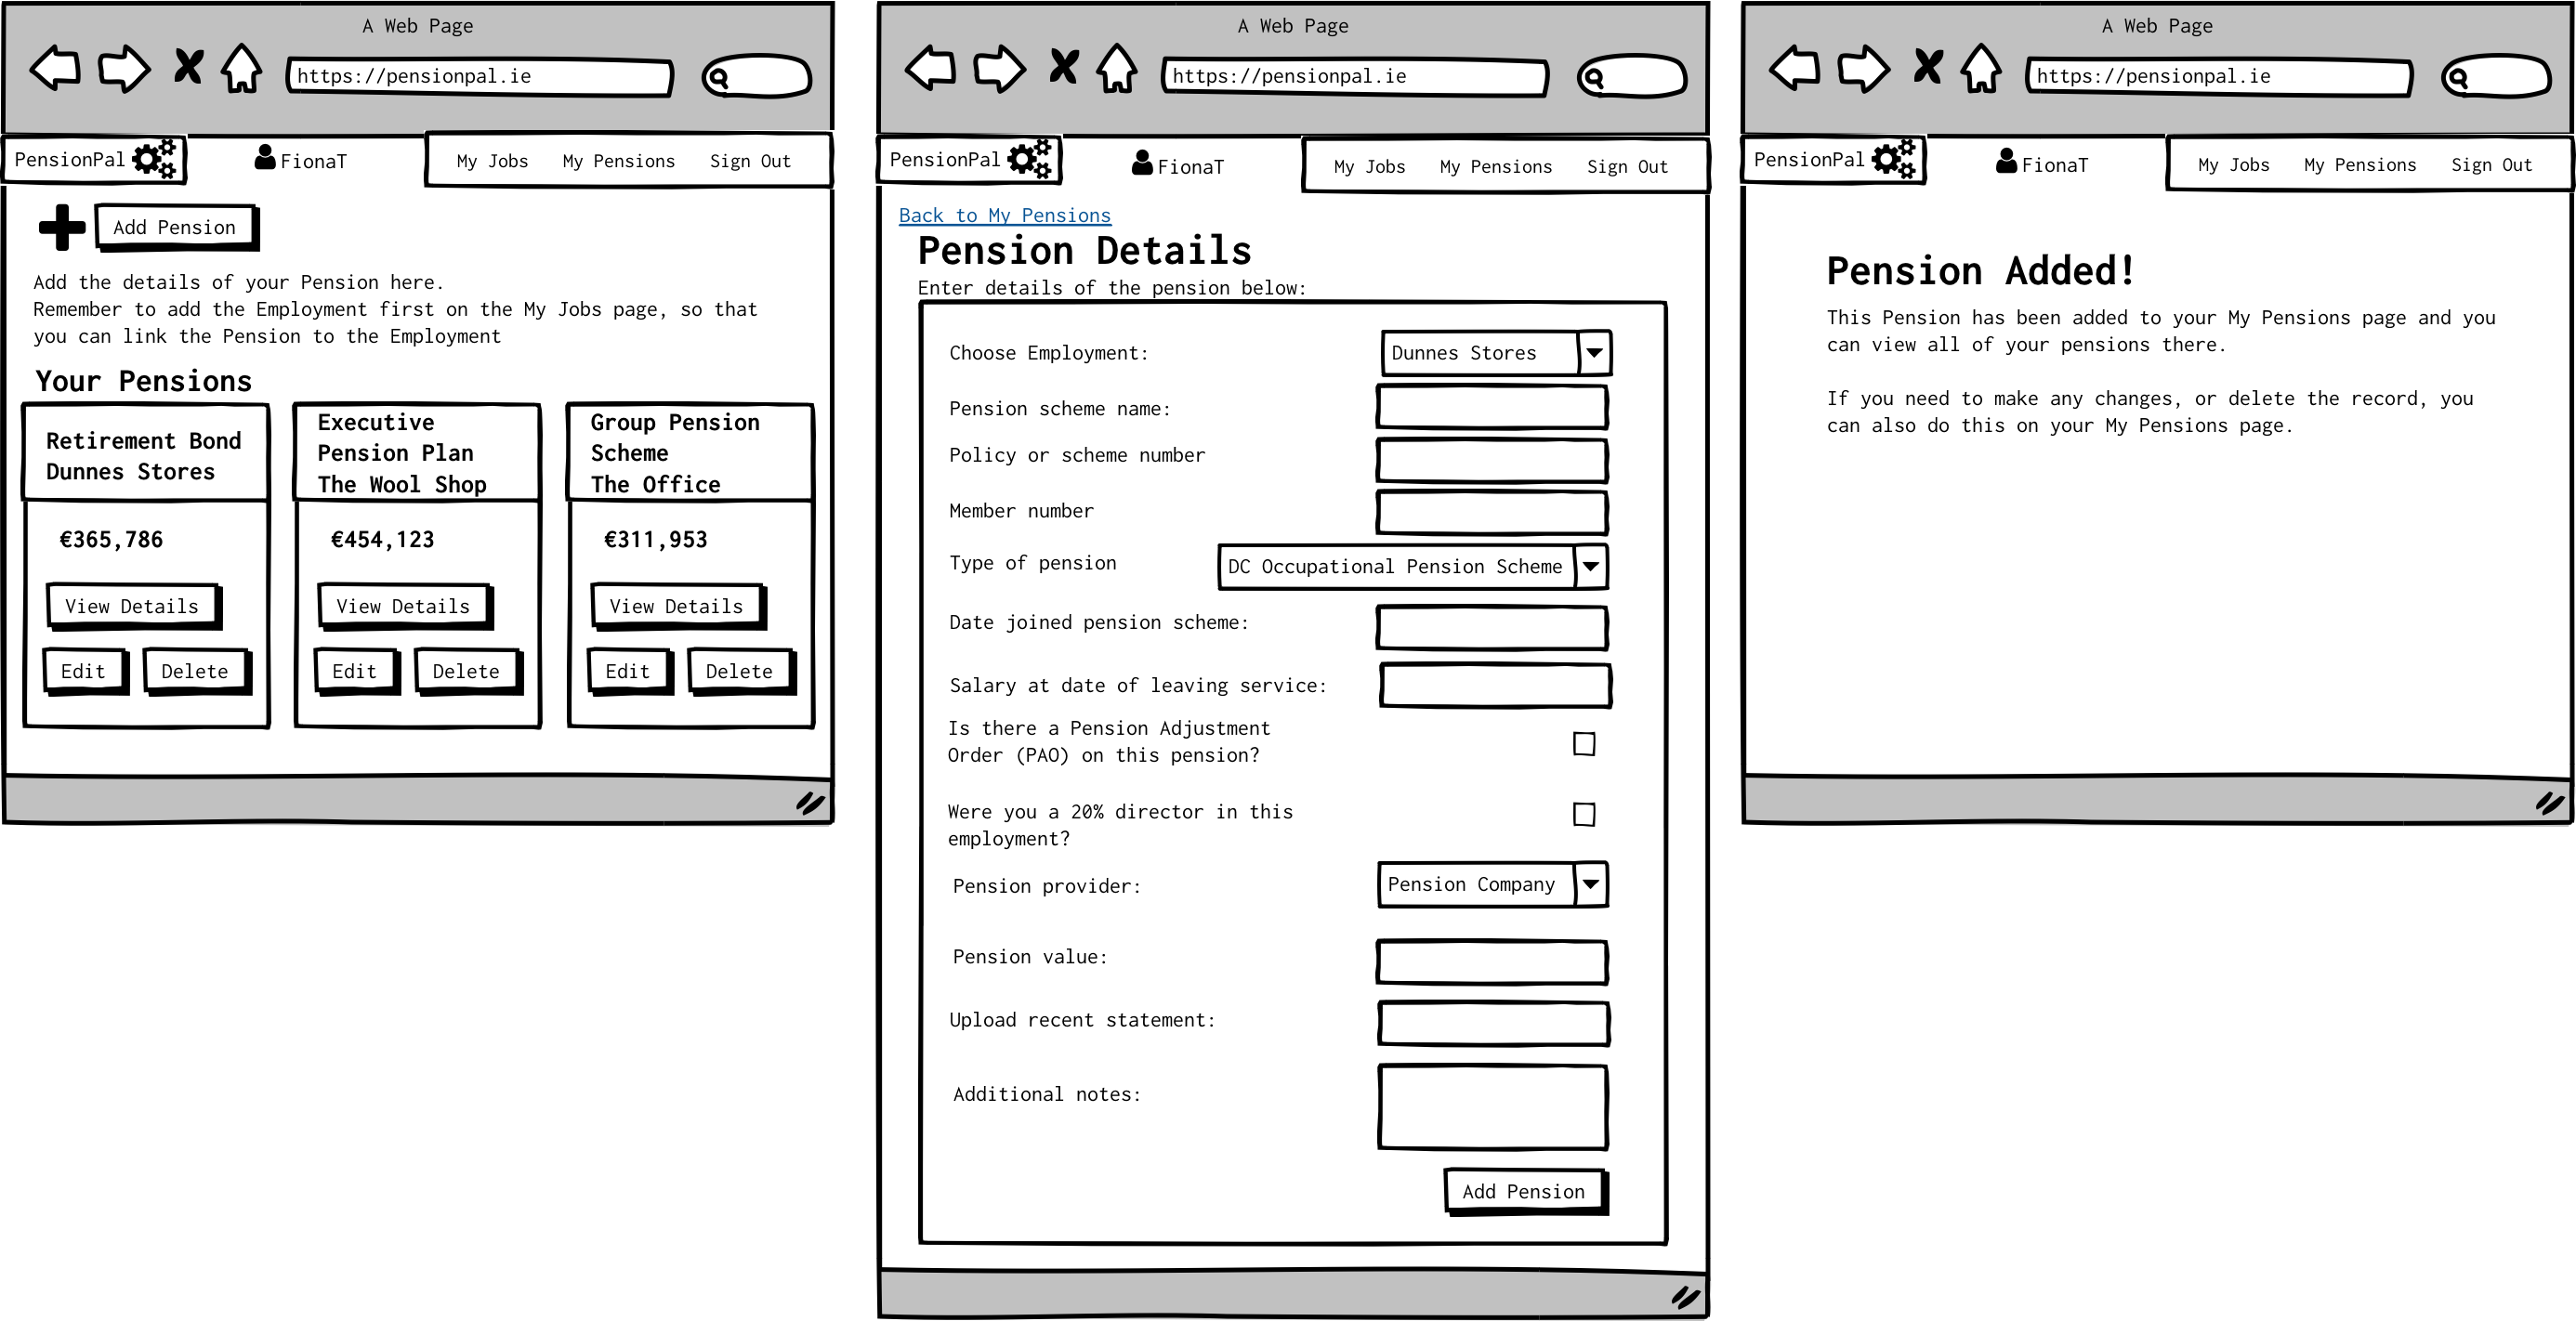 A Web Page
https://pensionpal.ie
PensionPal
FionaT
My Jobs My Pensions Sign Out
Add Pension
Add the details of your Pension here.
Remember to add the Employment first on the My Jobs page, so that
you can link the Pension to the Employment
Your Pensions
Retirement Bond
Dunnes Stores
€365,786
View Details
Edit Delete
Executive
Pension Plan
The Wool Shop
€454,123
View Details
Edit Delete
Group Pension
Scheme
The Office
€311,953
View Details
Edit Delete
A Web Page
https://pensionpal.ie
PensionPal
FionaT
My Jobs My Pensions Sign Out
Back to My Pensions
Pension Details
Enter details of the pension below:
Choose Employment: Dunnes Stores
Pension scheme name:
Policy or scheme number
Member number
Type of pension DC Occupational Pension Scheme
Date joined pension scheme:
Salary at date of leaving service:
Is there a Pension Adjustment
Order (PAO) on this pension?
Were you a 20% director in this
employment?
Pension provider: Pension Company
Pension value:
Upload recent statement:
Additional notes:
Add Pension
A Web Page
https://pensionpal.ie
PensionPal
FionaT
My Jobs My Pensions Sign Out
Pension Added!
This Pension has been added to your My Pensions page and you
can view all of your pensions there.
If you need to make any changes, or delete the record, you
can also do this on your My Pensions page.